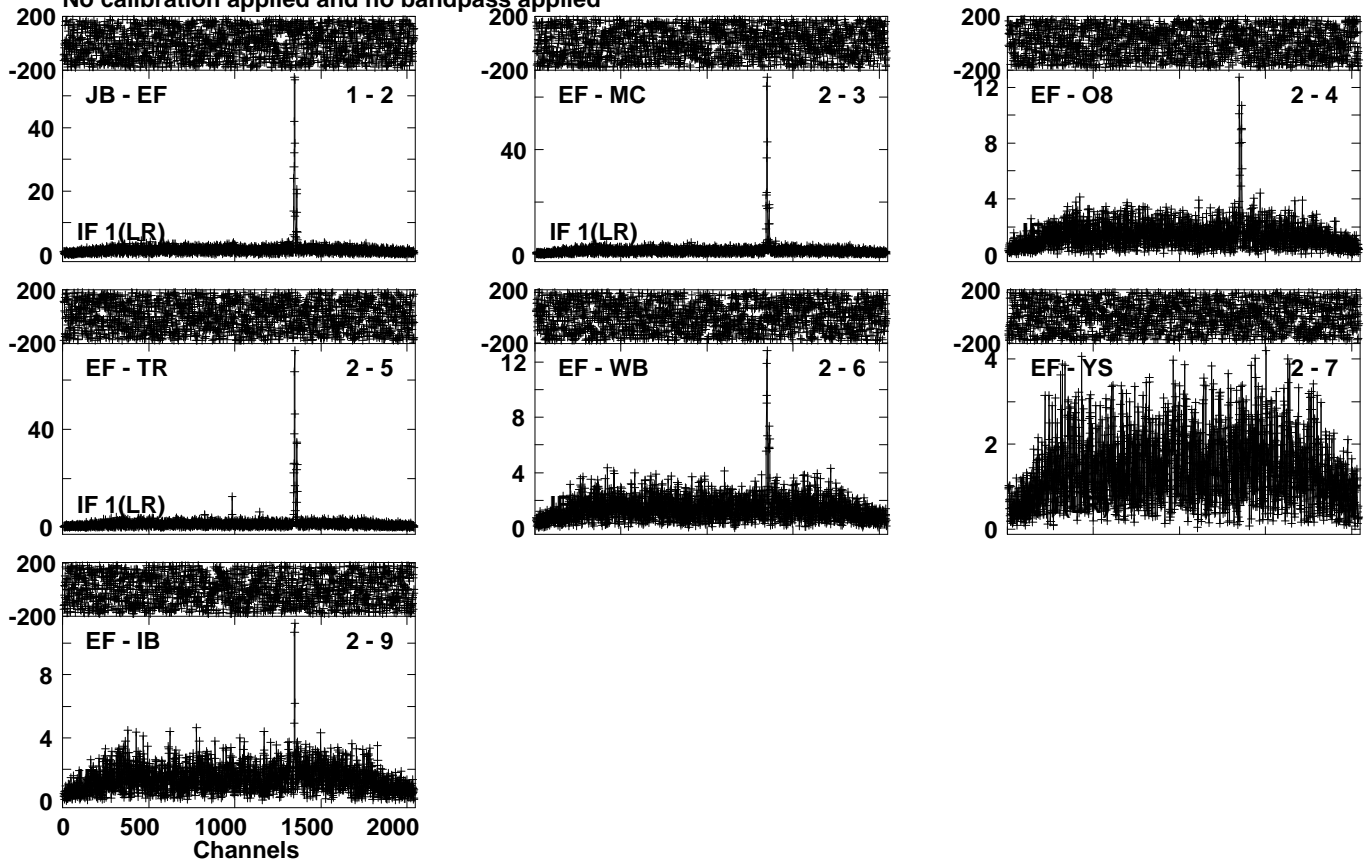 No calibration applied and no bandpass applied
200
-200
JB - EF 1 - 2
40
20
0
IF 1(LR)
200
-200
EF - MC 2 - 3
40
0
IF 1(LR)
200
-200
EF - O8 2 - 4
12
8
4
0
200
-200
EF - TR 2 - 5
40
0
IF 1(LR)
200
-200
EF - WB 2 - 6
12
8
4
0
200
-200
EF - YS 2 - 7
4
2
0
200
-200
EF - IB 2 - 9
8
4
0
0 500 1000 1500 2000
Channels